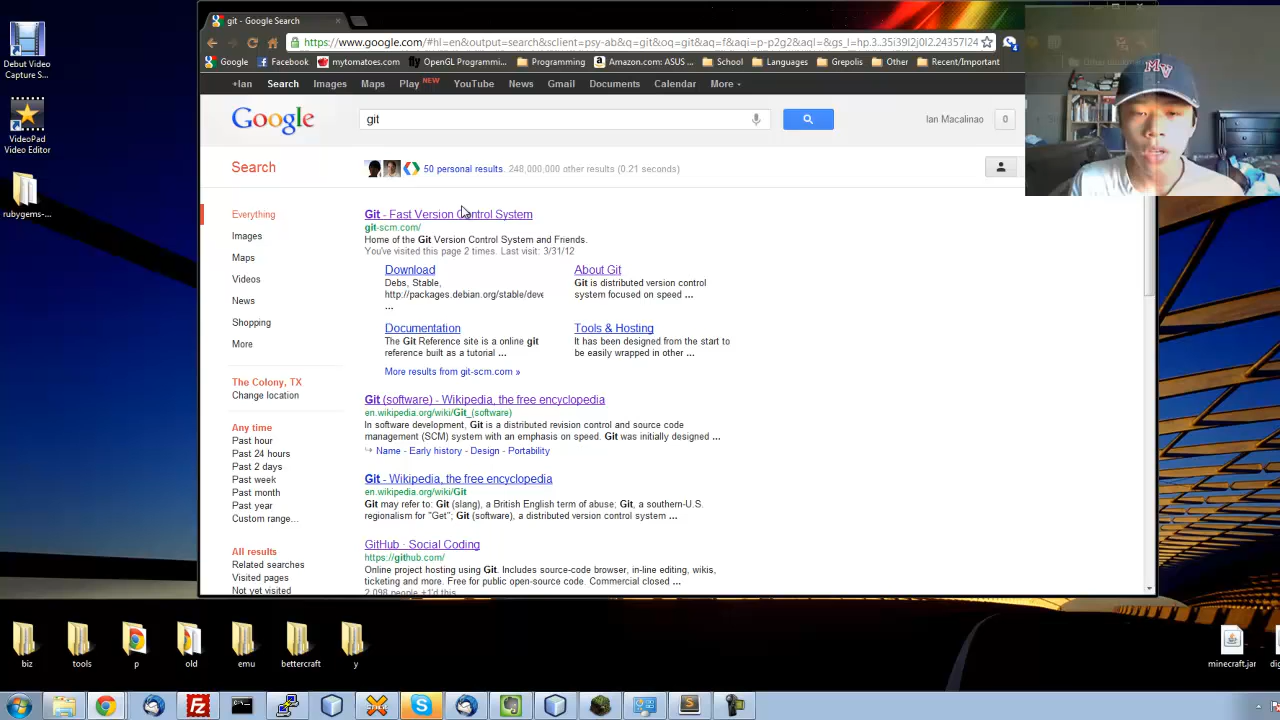 git - Google Search
https://www.google.com/#hl=en&output=search&sclient=psy-ab&q=git&oq=git&aq=f&aqi=p-p2g2&aql=&gs_l=hp.3..35i39l2j0l2.24357l24
Google Facebook mytomatoes.com OpenGL Programmi... Programming Amazon.com: ASUS ... School Languages Grepolis Other Recent/Important
+Ian Search Images Maps Play NEW YouTube News Gmail Documents Calendar More
Google git Ian Macalinao 0
Search 50 personal results. 248,000,000 other results (0.21 seconds)
Everything
Images
Maps
Videos
News
Shopping
More
The Colony, TX
Change location
Any time
Past hour
Past 24 hours
Past 2 days
Past week
Past month
Past year
Custom range...
All results
Related searches
Visited pages
Not yet visited
Git - Fast Version Control System
git-scm.com/
Home of the Git Version Control System and Friends.
You've visited this page 2 times. Last visit: 3/31/12
Download
Debs, Stable,
http://packages.debian.org/stable/deve
...
About Git
Git is distributed version control
system focused on speed ...
Documentation
The Git Reference site is a online git
reference built as a tutorial ...
Tools & Hosting
It has been designed from the start to
be easily wrapped in other ...
More results from git-scm.com »
Git (software) - Wikipedia, the free encyclopedia
en.wikipedia.org/wiki/Git_(software)
In software development, Git is a distributed revision control and source code
management (SCM) system with an emphasis on speed. Git was initially designed ...
Name - Early history - Design - Portability
Git - Wikipedia, the free encyclopedia
en.wikipedia.org/wiki/Git
Git may refer to: Git (slang), a British English term of abuse; Git, a southern-U.S.
regionalism for "Get"; Git (software), a distributed version control system ...
GitHub · Social Coding
https://github.com/
Online project hosting using Git. Includes source-code browser, in-line editing, wikis,
ticketing and more. Free for public open-source code. Commercial closed ...
2,098 people +1'd this
Debut Video
Capture S...
VideoPad
Video Editor
rubygems-...
biz tools p old emu bettercraft y
minecraft.jar
MV
STICK